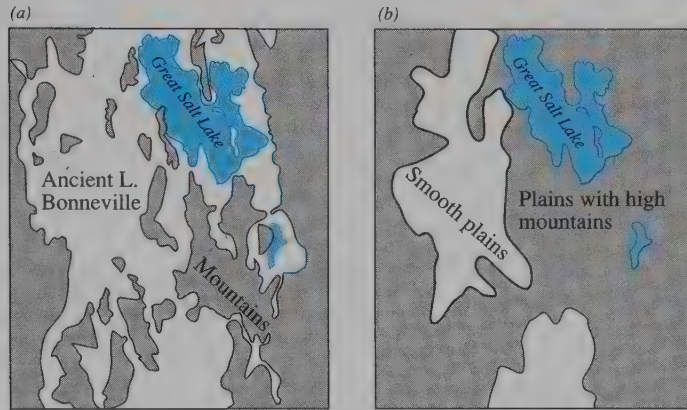 (a)
Great Salt Lake
Ancient L.
Bonneville
Mountains
(b)
Great Salt Lake
Smooth plains
Plains with high
mountains